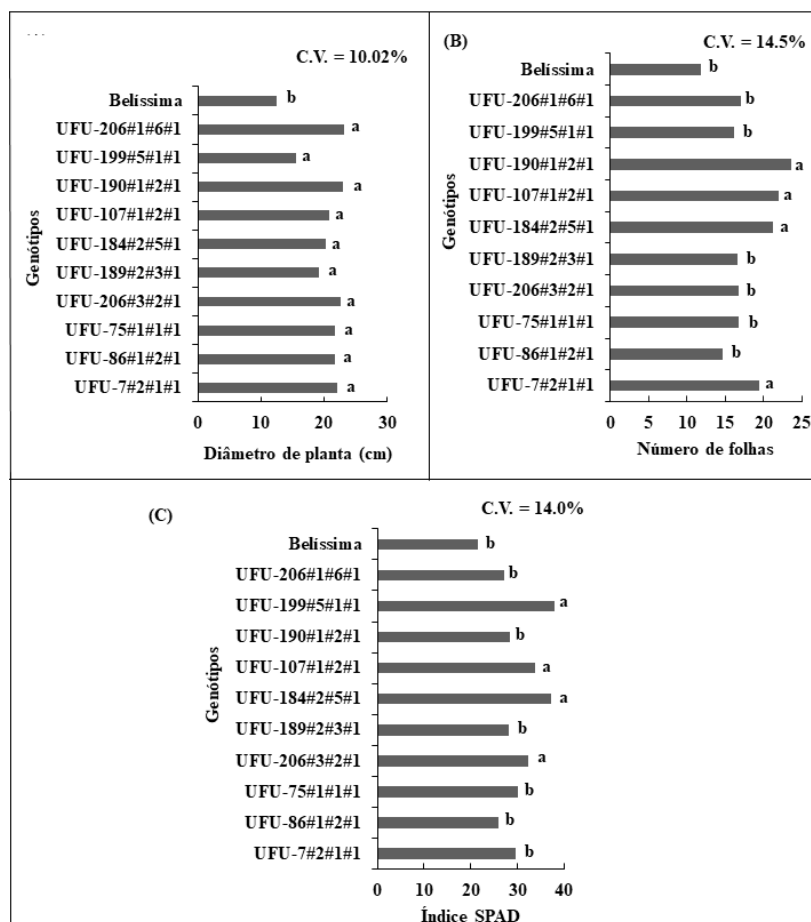 C.V. = 10.02%
Genótipos
Belíssima b
UFU-206#1#6#1 a
UFU-199#5#1#1 a
UFU-190#1#2#1 a
UFU-107#1#2#1 a
UFU-184#2#5#1 a
UFU-189#2#3#1 a
UFU-206#3#2#1 a
UFU-75#1#1#1 a
UFU-86#1#2#1 a
UFU-7#2#1#1 a
0 10 20 30
Diâmetro de planta (cm)
(B) C.V. = 14.5%
Genótipos
Belíssima b
UFU-206#1#6#1 b
UFU-199#5#1#1 b
UFU-190#1#2#1 a
UFU-107#1#2#1 a
UFU-184#2#5#1 a
UFU-189#2#3#1 b
UFU-206#3#2#1 b
UFU-75#1#1#1 b
UFU-86#1#2#1 b
UFU-7#2#1#1 a
0 5 10 15 20 25
Número de folhas
(C) C.V. = 14.0%
Genótipos
Belíssima b
UFU-206#1#6#1 b
UFU-199#5#1#1 a
UFU-190#1#2#1 b
UFU-107#1#2#1 a
UFU-184#2#5#1 a
UFU-189#2#3#1 b
UFU-206#3#2#1 a
UFU-75#1#1#1 b
UFU-86#1#2#1 b
UFU-7#2#1#1 b
0 10 20 30 40
Índice SPAD